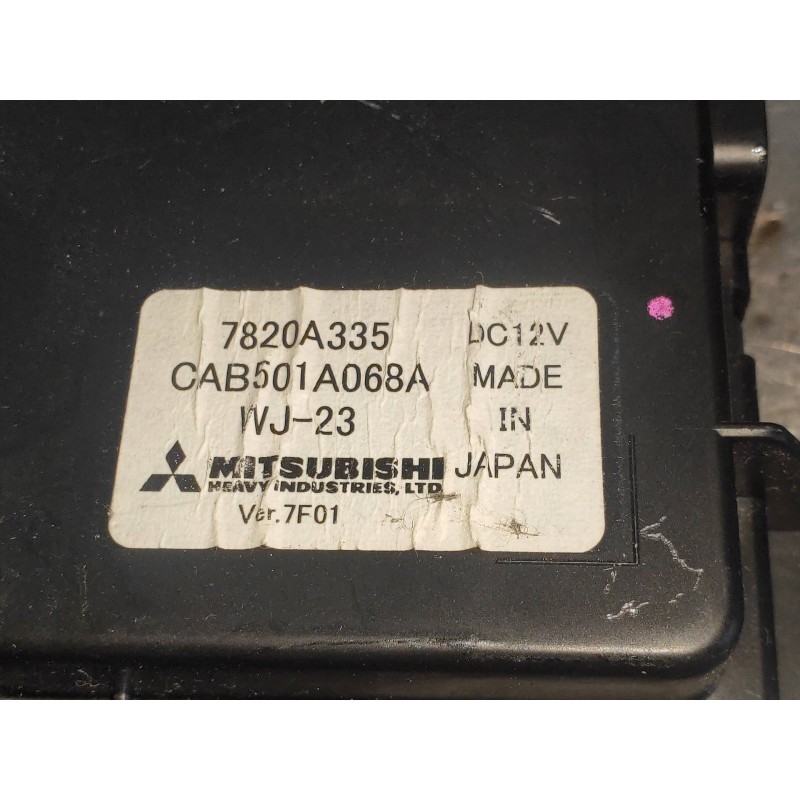 7820A335 DC12V
CAB501A068A MADE
WJ-23 IN
MITSUBISHI JAPAN
HEAVY INDUSTRIES, LTD.
Ver.7F01